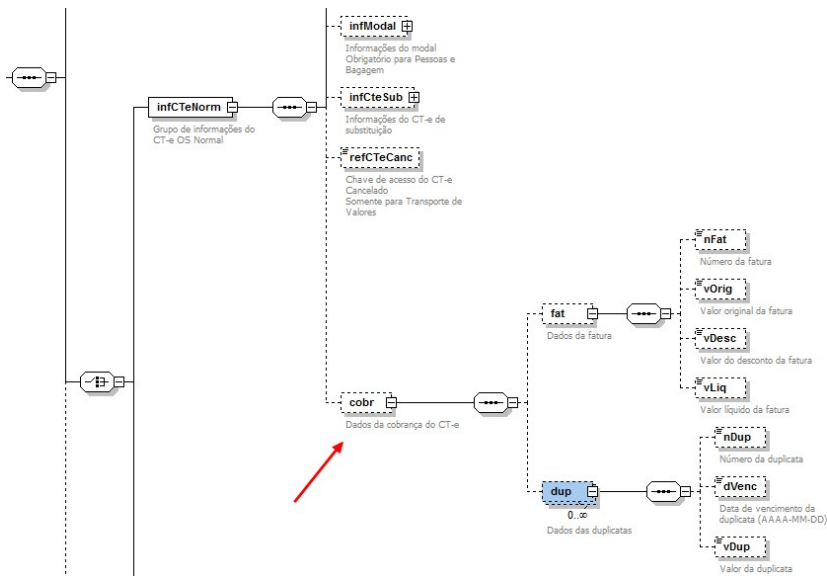 infModal
Informações do modal
Obrigatório para Pessoas e
Bagagem
infCteSub
Informações do CT-e de
substituição
infCTeNorm
Grupo de informações do
CT-e OS Normal
refCTeCanc
Chave de acesso do CT-e
Cancelado
Somente para Transporte de
Valores
cobr
Dados da cobrança do CT-e
fat
Dados da fatura
nFat
Número da fatura
vOrig
Valor original da fatura
vDesc
Valor do desconto da fatura
vLiq
Valor líquido da fatura
dup
0..∞
Dados das duplicatas
nDup
Número da duplicata
dVenc
Data de vencimento da
duplicata (AAAA-MM-DD)
vDup
Valor da duplicata